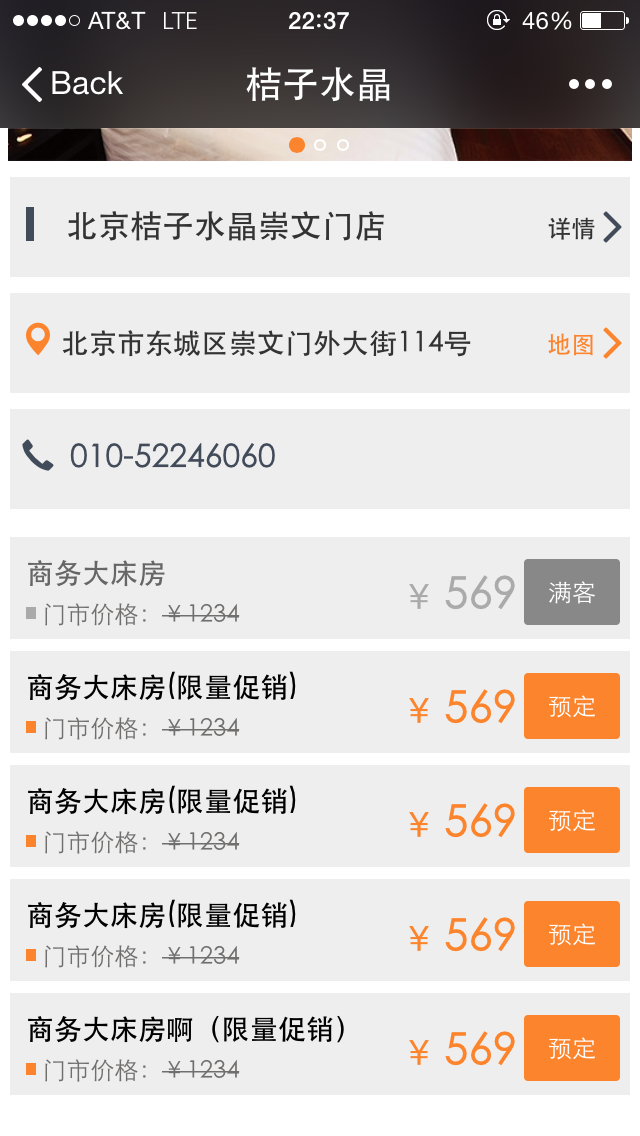 AT&T LTE 22:37 46%
Back 桔子水晶
北京桔子水晶崇文门店 详情
北京市东城区崇文门外大街114号 地图
010-52246060
商务大床房
门市价格：¥1234 ¥ 569 满客
商务大床房(限量促销)
门市价格：¥1234 ¥ 569 预定
商务大床房(限量促销)
门市价格：¥1234 ¥ 569 预定
商务大床房(限量促销)
门市价格：¥1234 ¥ 569 预定
商务大床房啊（限量促销）
门市价格：¥1234 ¥ 569 预定